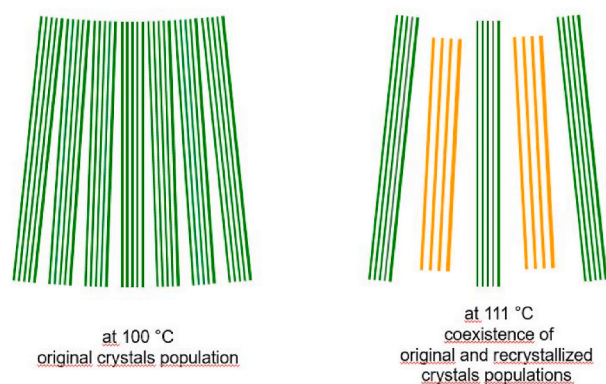 at 100 °C
original crystals population
at 111 °C
coexistence of
original and recrystallized
crystals populations